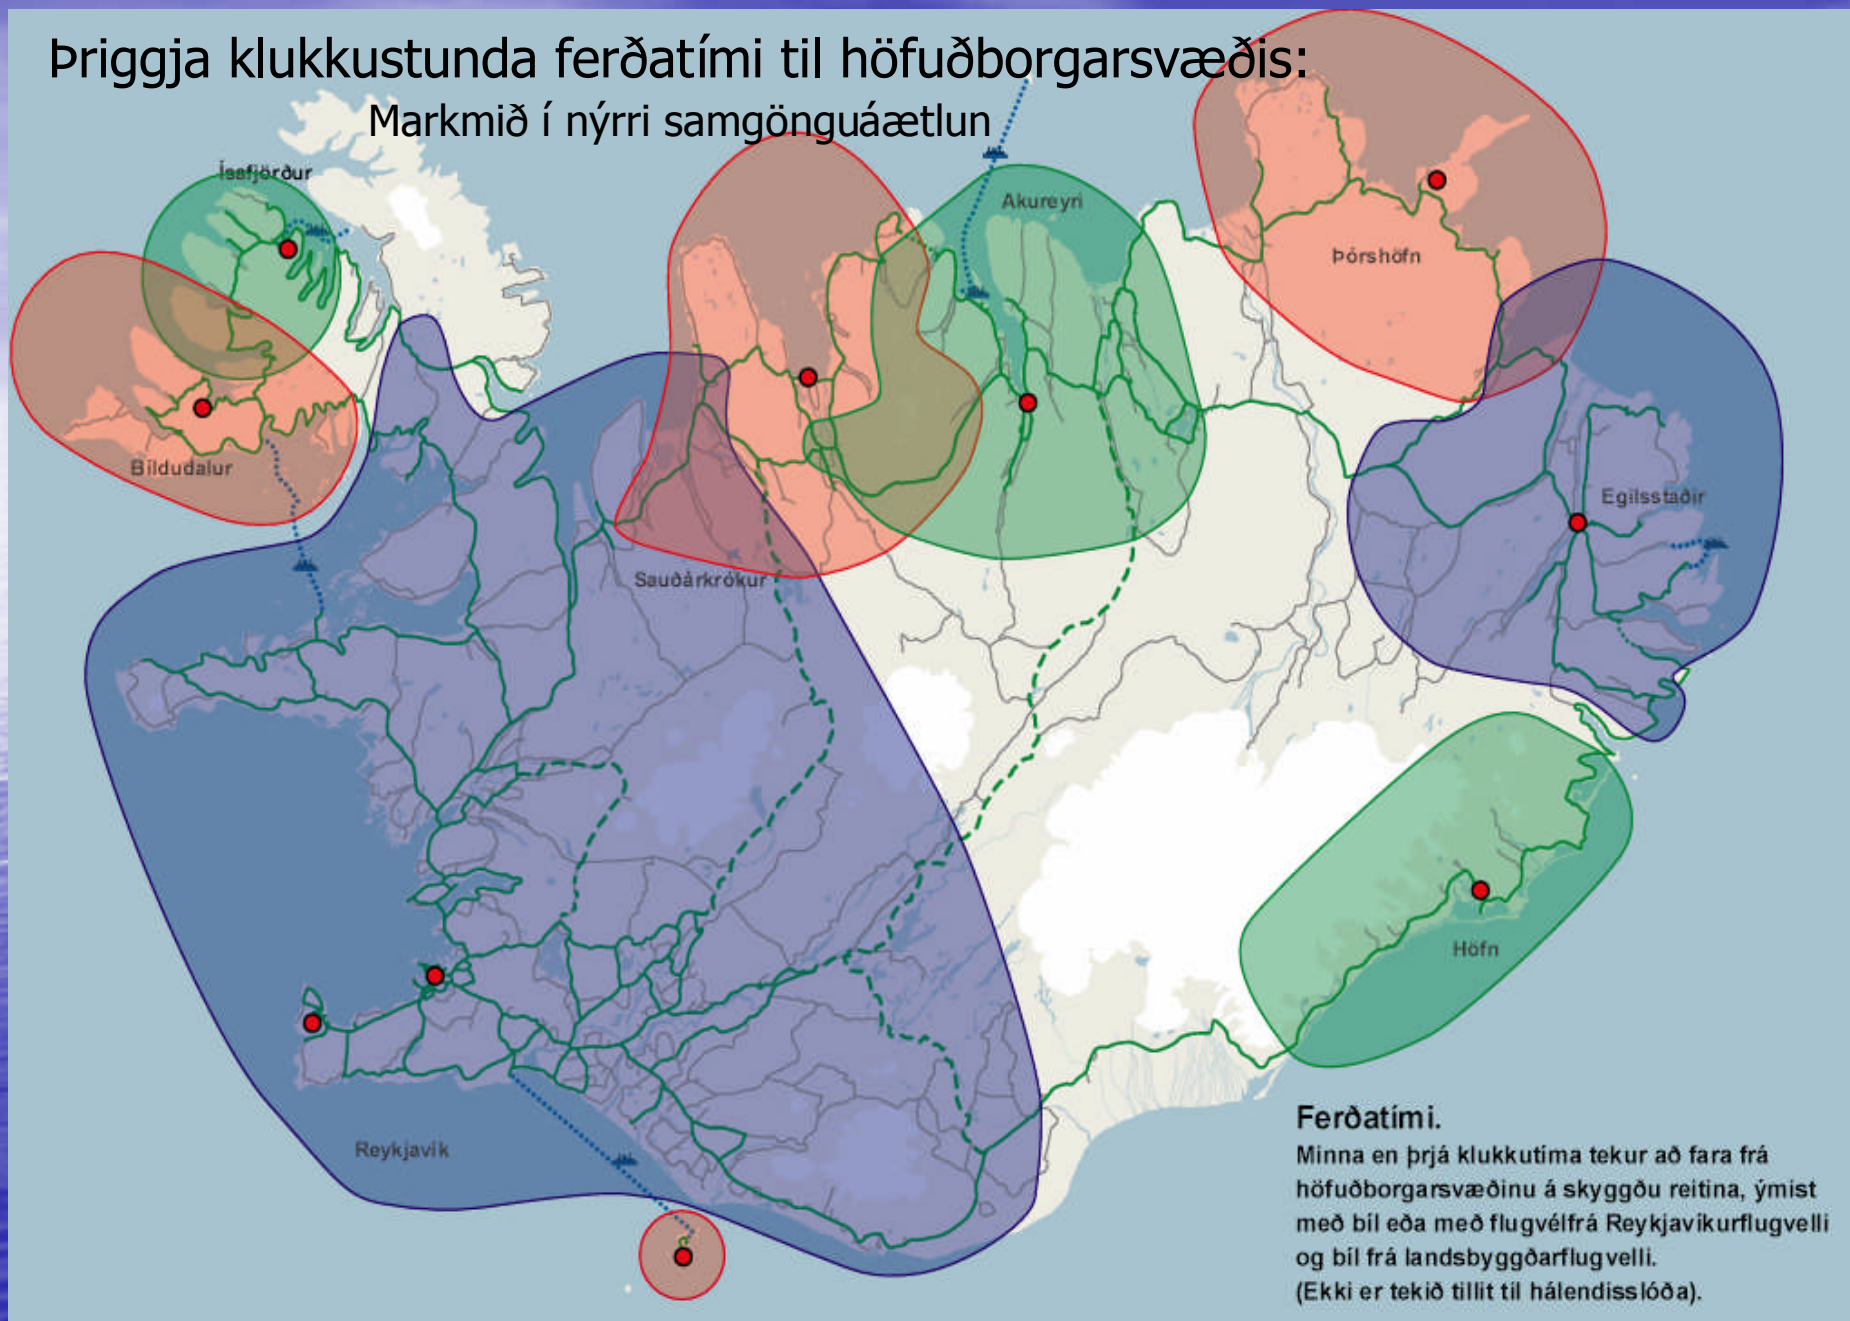 Þriggja klukkustunda ferðatími til höfuðborgarsvæðis:
Markmið í nýrri samgönguáætlun
Ísafjörður
Akureyri
Þórshöfn
Bíldudalur
Egilsstaðir
Sauðárkrókur
Höfn
Reykjavík
Ferðatími.
Minna en þrjá klukkutíma tekur að fara frá
höfuðborgarsvæðinu á skyggðu reitina, ýmist
með bíl eða með flugvélfrá Reykjavíkurflugvelli
og bíl frá landsbyggðarflugvelli.
(Ekki er tekið tillit til hálendisslóða).